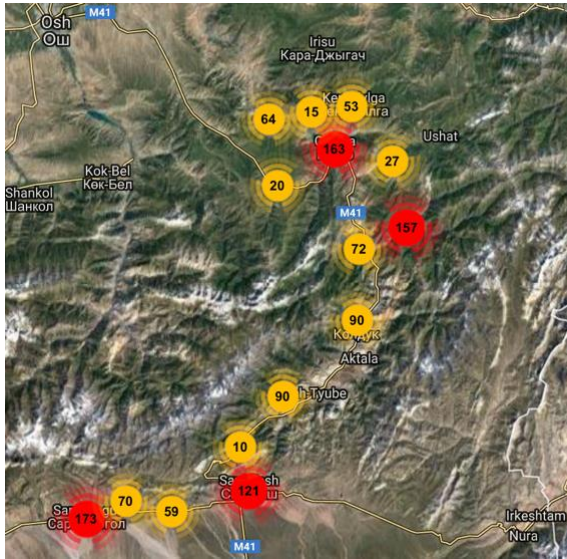 M41
Osh
Ош
Irisu
Кара-Джыгач
53
15
64
Ushat
163
27
Kok-Bel
Көк-Бел
20
Shankol
Шанкол
M41
157
72
90
Aktala
90
10
121
70
59
173
Irkeshtam
Nura
M41